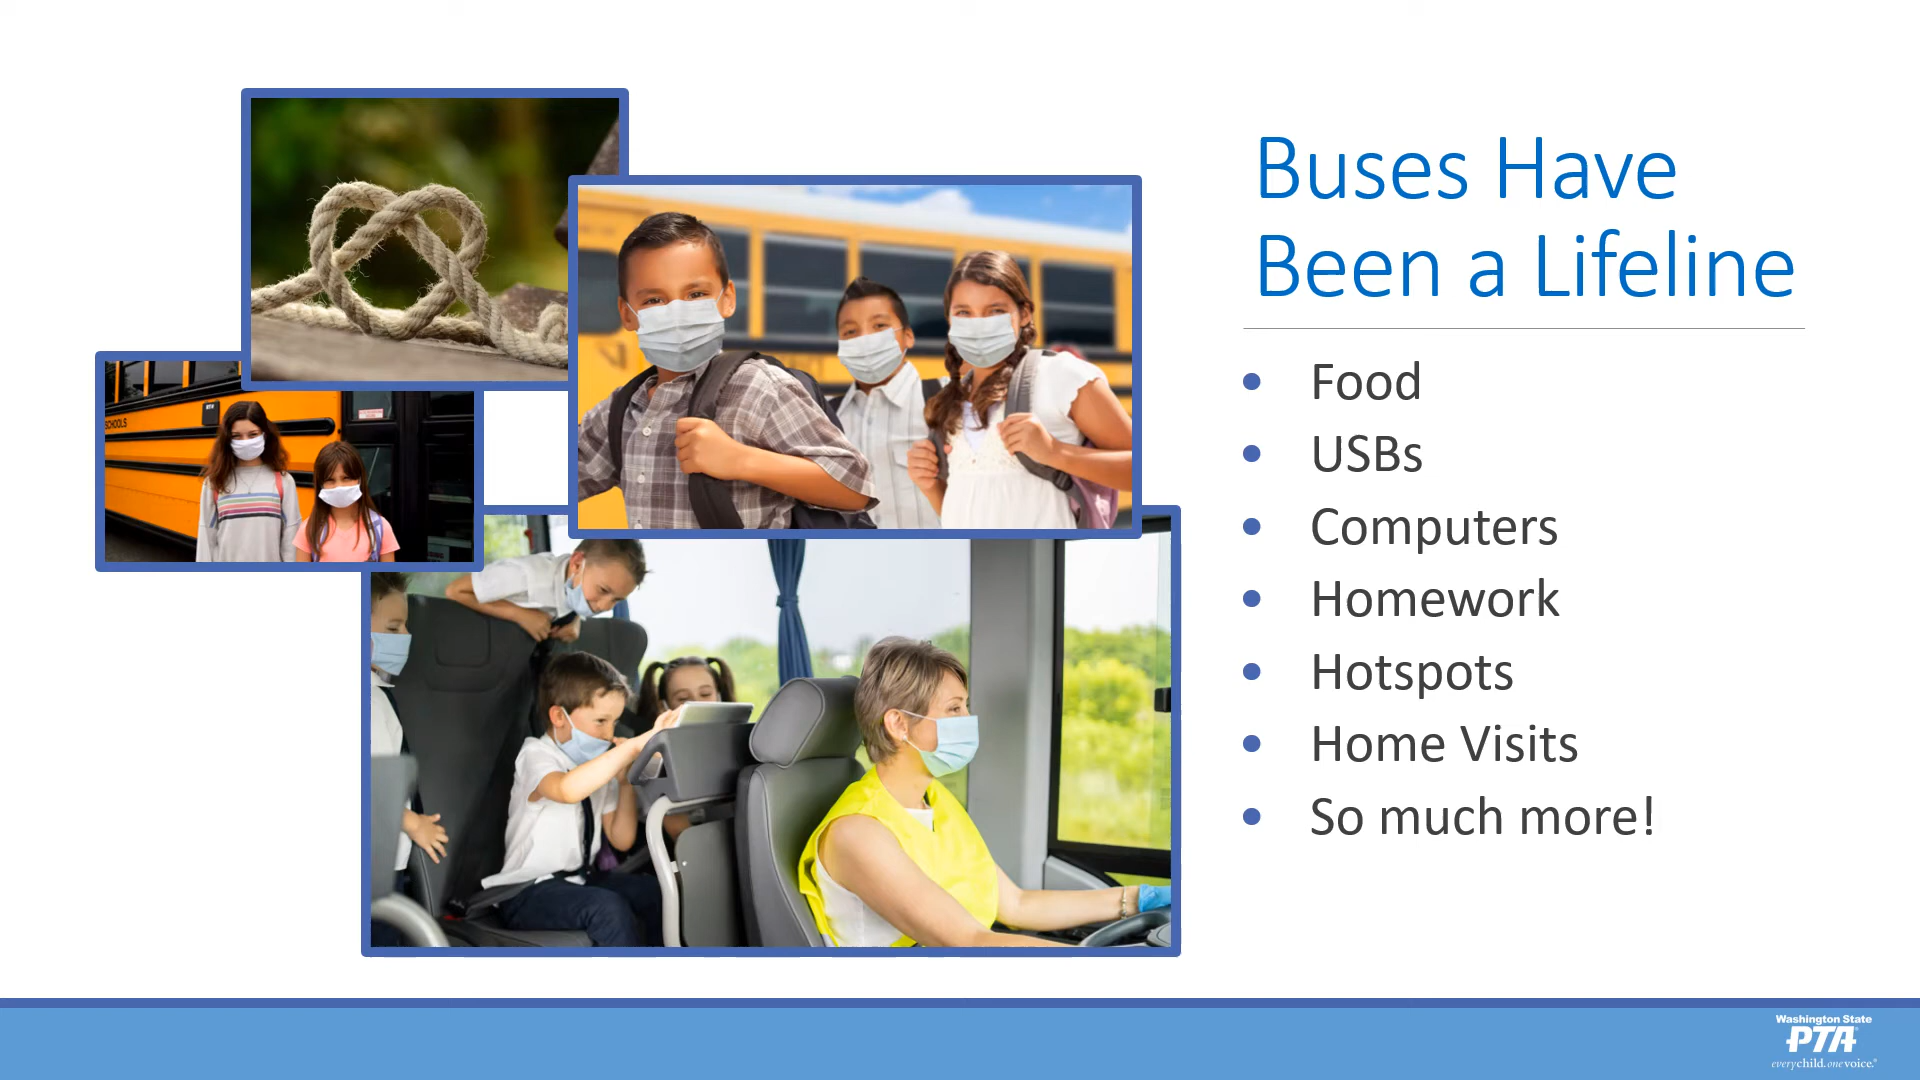 Buses Have
Been a Lifeline
• Food
• USBs
• Computers
• Homework
• Hotspots
• Home Visits
• So much more!
SCHOOLS
Washington State
PTA
everychild.onevoice.®